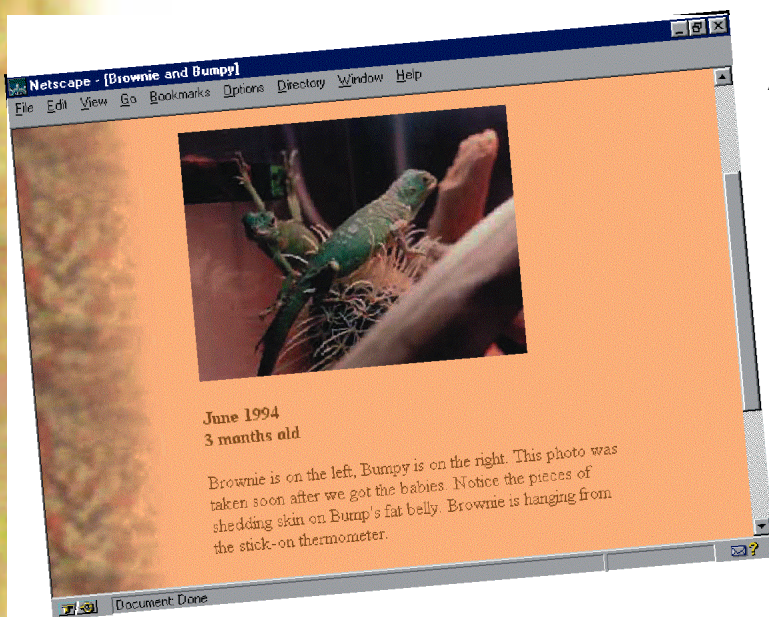 Netscape - [Brownie and Bumpy]
File Edit View Go Bookmarks Options Directory Window Help
June 1994
3 months old
Brownie is on the left, Bumpy is on the right. This photo was
taken soon after we got the babies. Notice the pieces of
shedding skin on Bump's fat belly. Brownie is hanging from
the stick-on thermometer.
Document: Done